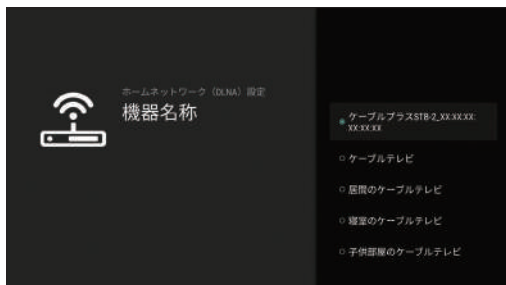 ホームネットワーク（DLNA）設定
機器名称
ケーブルプラスSTB-2_XX:XX:XX:
XX:XX:XX
ケーブルテレビ
居間のケーブルテレビ
寝室のケーブルテレビ
子供部屋のケーブルテレビ